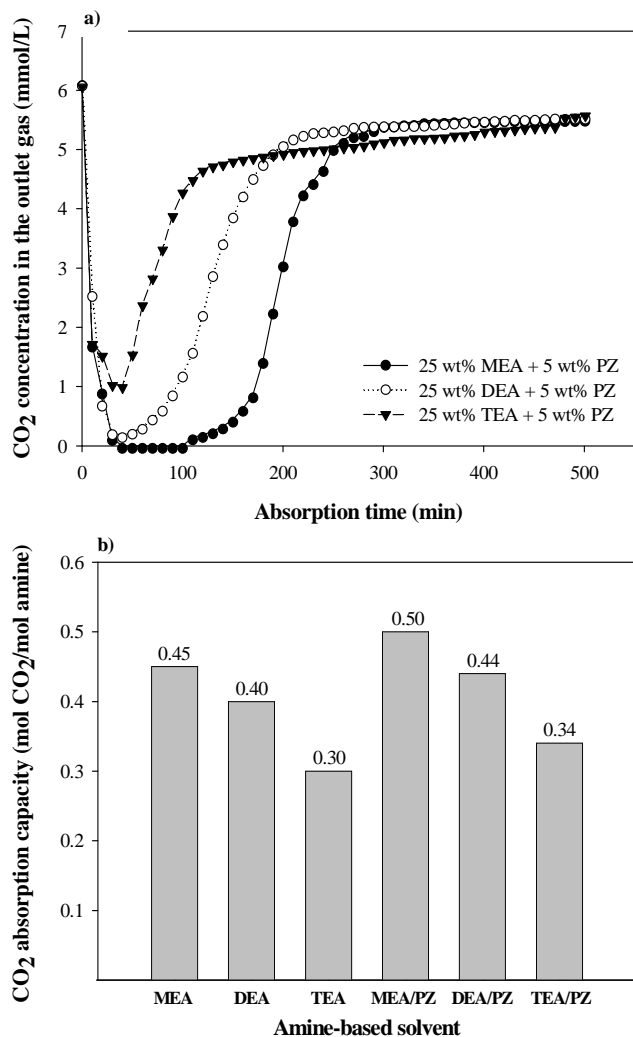 a)
CO2 concentration in the outlet gas (mmol/L)
7
6
5
4
3
2
1
0
25 wt% MEA + 5 wt% PZ
25 wt% DEA + 5 wt% PZ
25 wt% TEA + 5 wt% PZ
0 100 200 300 400 500
Absorption time (min)
b)
CO2 absorption capacity (mol CO2/mol amine)
0.6
0.5
0.4
0.3
0.2
0.1
0.45
0.40
0.30
0.50
0.44
0.34
MEA DEA TEA MEA/PZ DEA/PZ TEA/PZ
Amine-based solvent